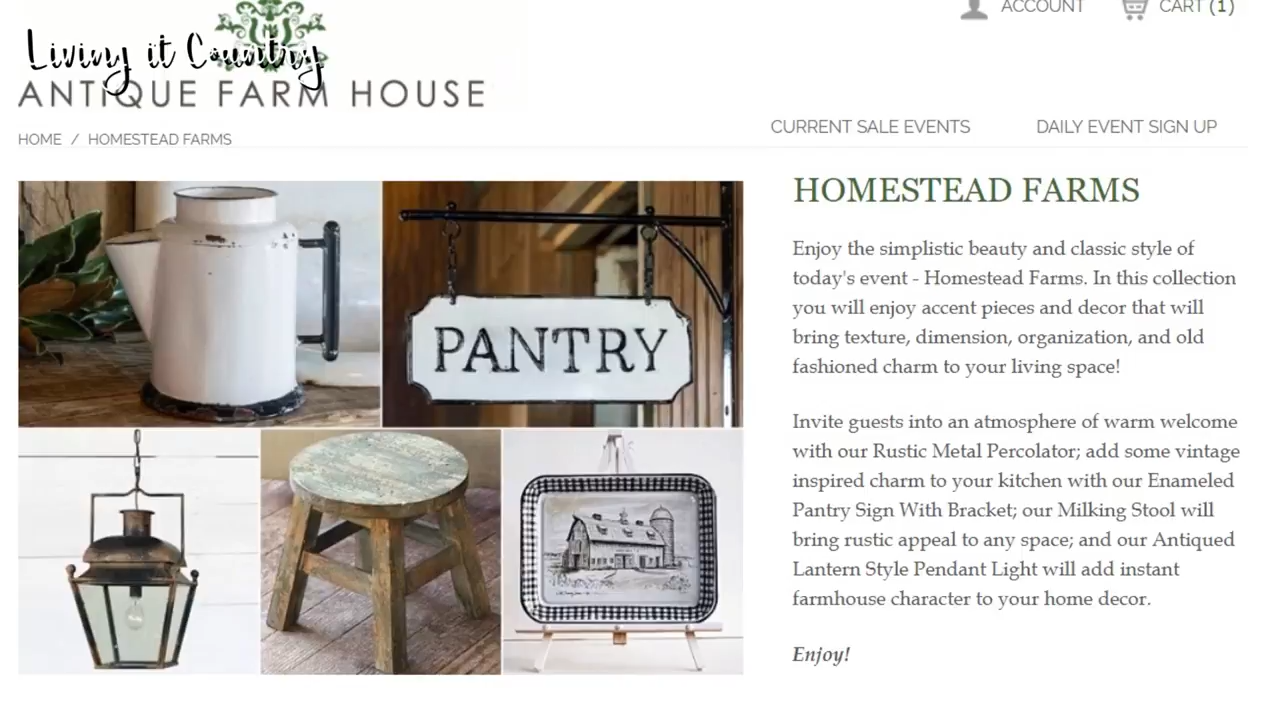 ACCOUNT
CART (1)
Living it Country
ANTIQUE FARM HOUSE
CURRENT SALE EVENTS
DAILY EVENT SIGN UP
HOME / HOMESTEAD FARMS
PANTRY
HOMESTEAD FARMS
Enjoy the simplistic beauty and classic style of
today's event - Homestead Farms. In this collection
you will enjoy accent pieces and decor that will
bring texture, dimension, organization, and old
fashioned charm to your living space!
Invite guests into an atmosphere of warm welcome
with our Rustic Metal Percolator; add some vintage
inspired charm to your kitchen with our Enameled
Pantry Sign With Bracket; our Milking Stool will
bring rustic appeal to any space; and our Antiqued
Lantern Style Pendant Light will add instant
farmhouse character to your home decor.
Enjoy!